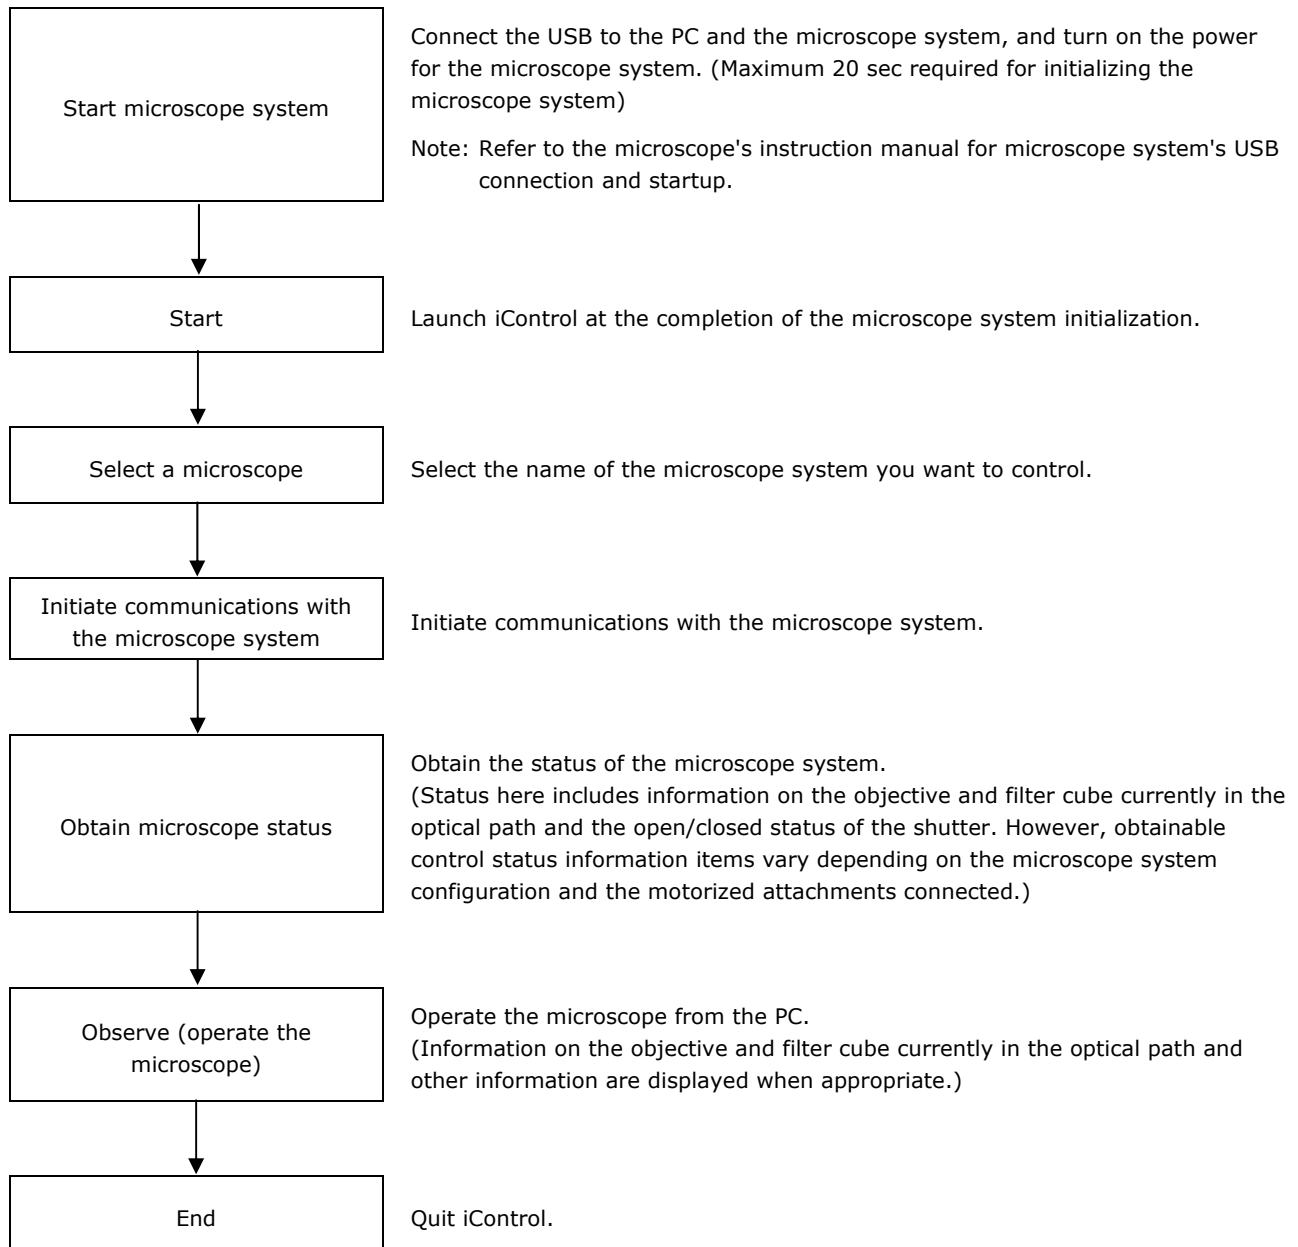 Start microscope system
Connect the USB to the PC and the microscope system, and turn on the power
for the microscope system. (Maximum 20 sec required for initializing the
microscope system)
Note: Refer to the microscope's instruction manual for microscope system's USB
connection and startup.
Start
Launch iControl at the completion of the microscope system initialization.
Select a microscope
Select the name of the microscope system you want to control.
Initiate communications with
the microscope system
Initiate communications with the microscope system.
Obtain microscope status
Obtain the status of the microscope system.
(Status here includes information on the objective and filter cube currently in the
optical path and the open/closed status of the shutter. However, obtainable
control status information items vary depending on the microscope system
configuration and the motorized attachments connected.)
Observe (operate the
microscope)
Operate the microscope from the PC.
(Information on the objective and filter cube currently in the optical path and
other information are displayed when appropriate.)
End
Quit iControl.